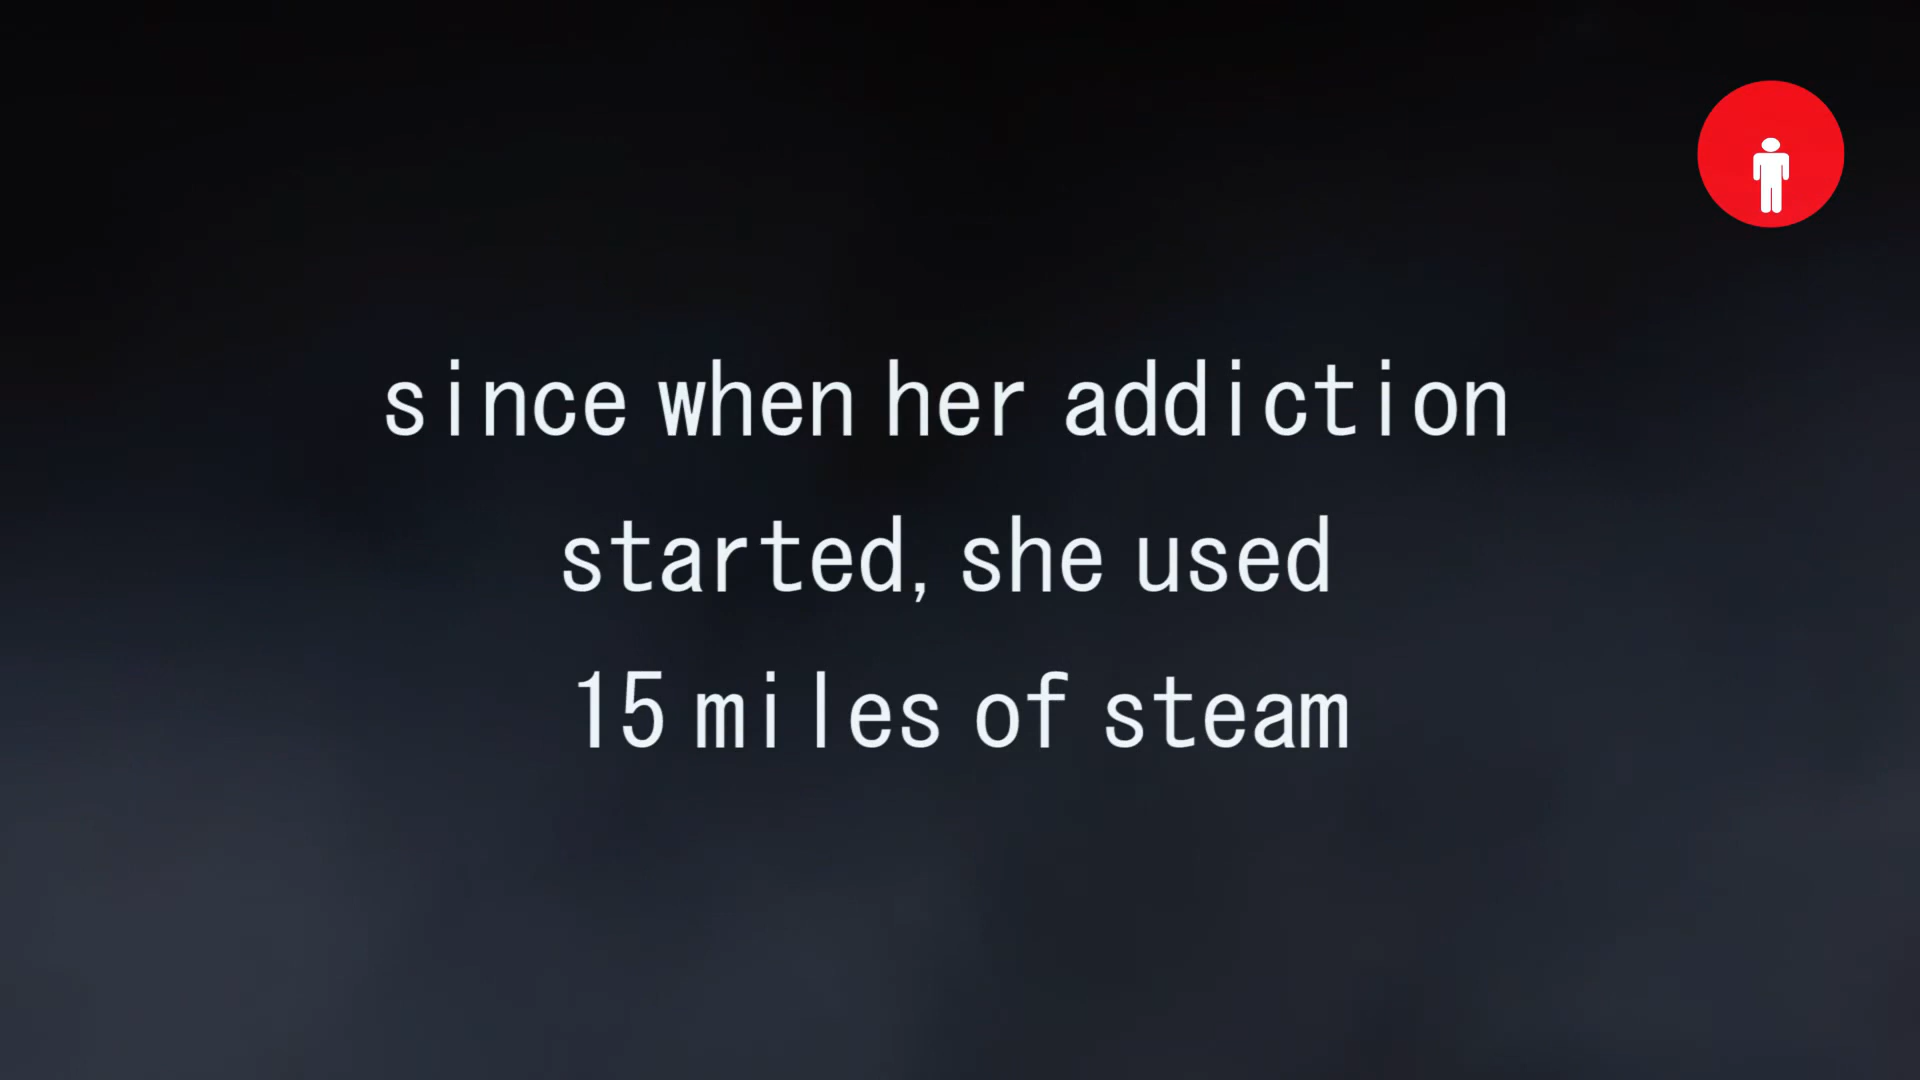 since when her addiction
started, she used
15 miles of steam